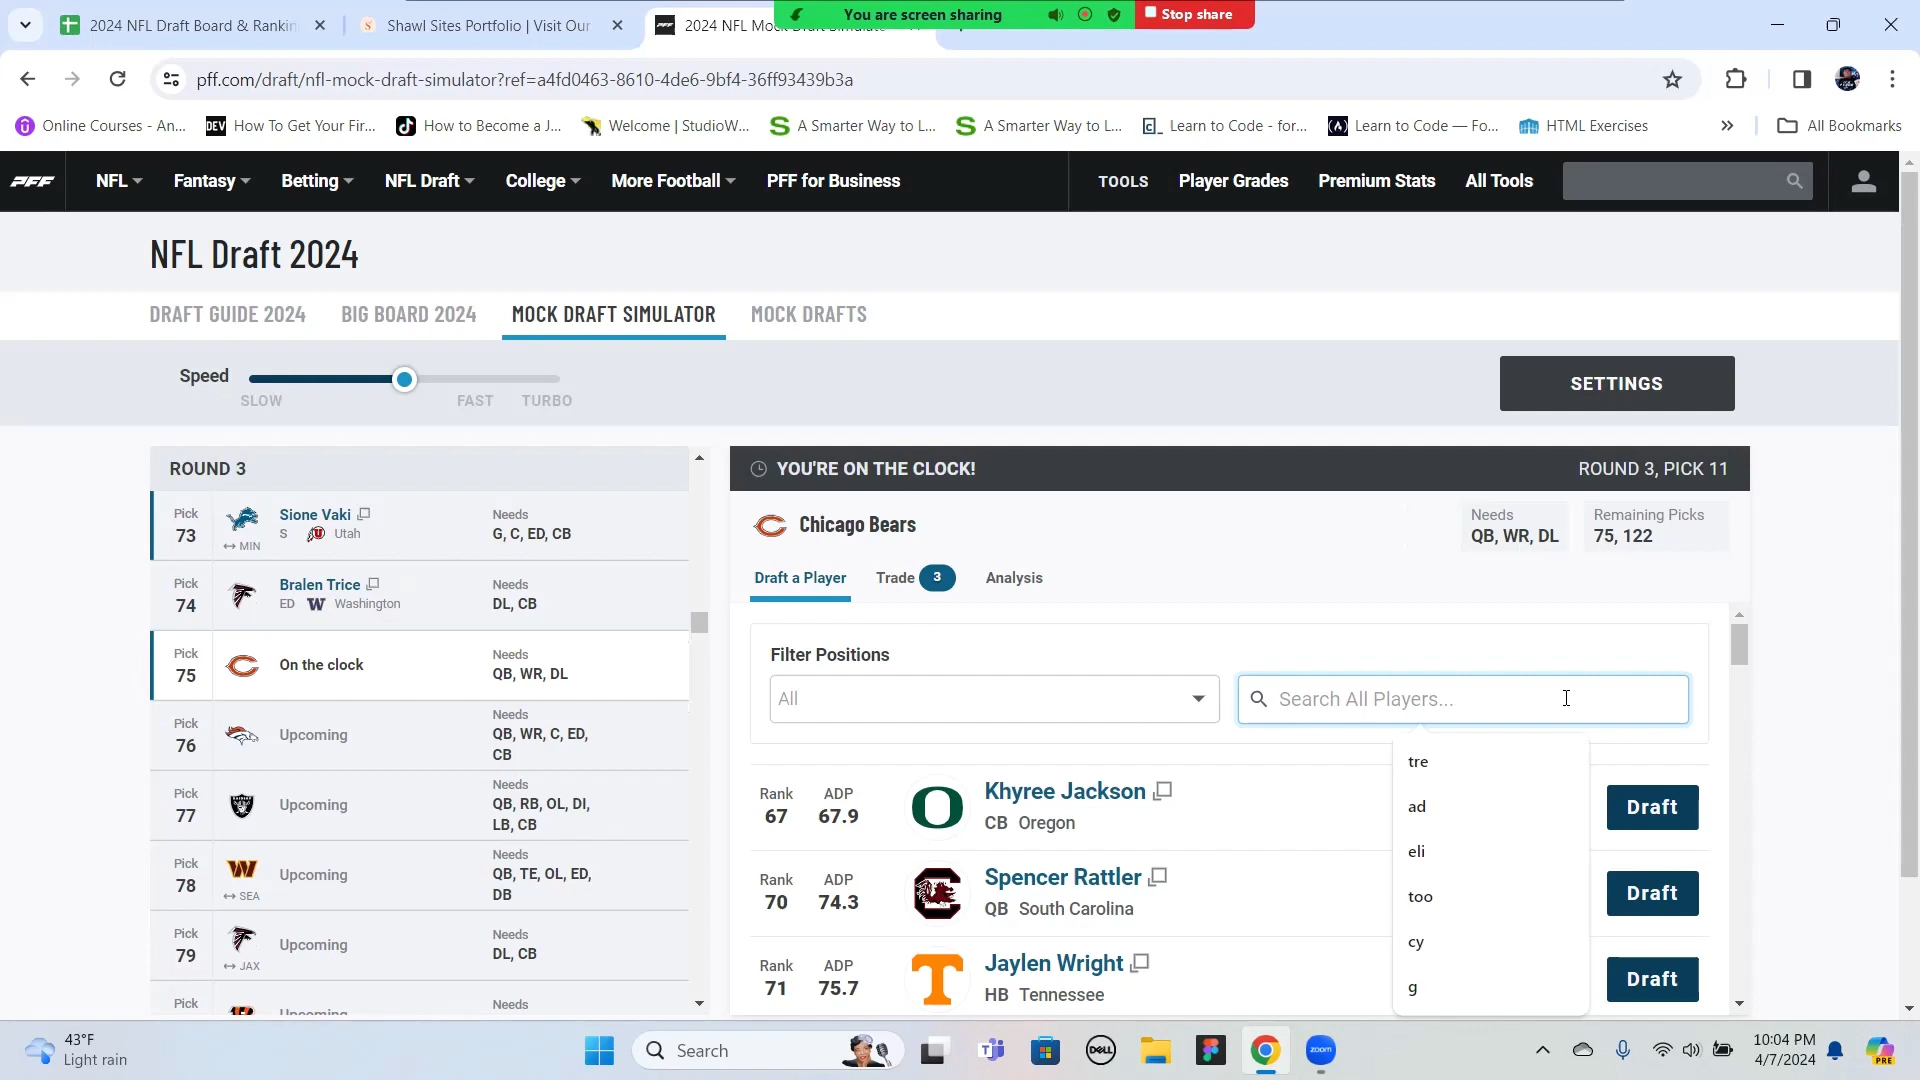 2024 NFL Draft Board & Rankin
Shawl Sites Portfolio | Visit Our
2024 NFL Mock Draft Simulate
You are screen sharing
Stop share
pff.com/draft/nfl-mock-draft-simulator?ref=a4fd0463-8610-4de6-9bf4-36ff93439b3a
Online Courses - An...
DEV
How To Get Your Fir...
How to Become a J...
Welcome | StudioW...
A Smarter Way to L...
A Smarter Way to L...
Learn to Code - for...
Learn to Code — Fo...
HTML Exercises
All Bookmarks
PFF
NFL
Fantasy
Betting
NFL Draft
College
More Football
PFF for Business
TOOLS
Player Grades
Premium Stats
All Tools
NFL Draft 2024
DRAFT GUIDE 2024
BIG BOARD 2024
MOCK DRAFT SIMULATOR
MOCK DRAFTS
Speed
SLOW
FAST
TURBO
SETTINGS
ROUND 3
Pick
73
MIN
Sione Vaki
S Utah
Needs
G, C, ED, CB
Pick
74
Bralen Trice
ED W Washington
Needs
DL, CB
Pick
75
On the clock
Needs
QB, WR, DL
Pick
76
Upcoming
Needs
QB, WR, C, ED,
CB
Pick
77
Upcoming
Needs
QB, RB, OL, DI,
LB, CB
Pick
78
SEA
Upcoming
Needs
QB, TE, OL, ED,
DB
Pick
79
JAX
Upcoming
Needs
DL, CB
Pick
Upcoming
Needs
YOU'RE ON THE CLOCK!
ROUND 3, PICK 11
Chicago Bears
Needs
QB, WR, DL
Remaining Picks
75, 122
Draft a Player
Trade 3
Analysis
Filter Positions
All
Search All Players...
tre
ad
eli
too
cy
g
Rank
67
ADP
67.9
Khyree Jackson
CB Oregon
Draft
Rank
70
ADP
74.3
Spencer Rattler
QB South Carolina
Draft
Rank
71
ADP
75.7
Jaylen Wright
HB Tennessee
Draft
43°F
Light rain
Search
DELL
zoom
10:04 PM
4/7/2024
PRE